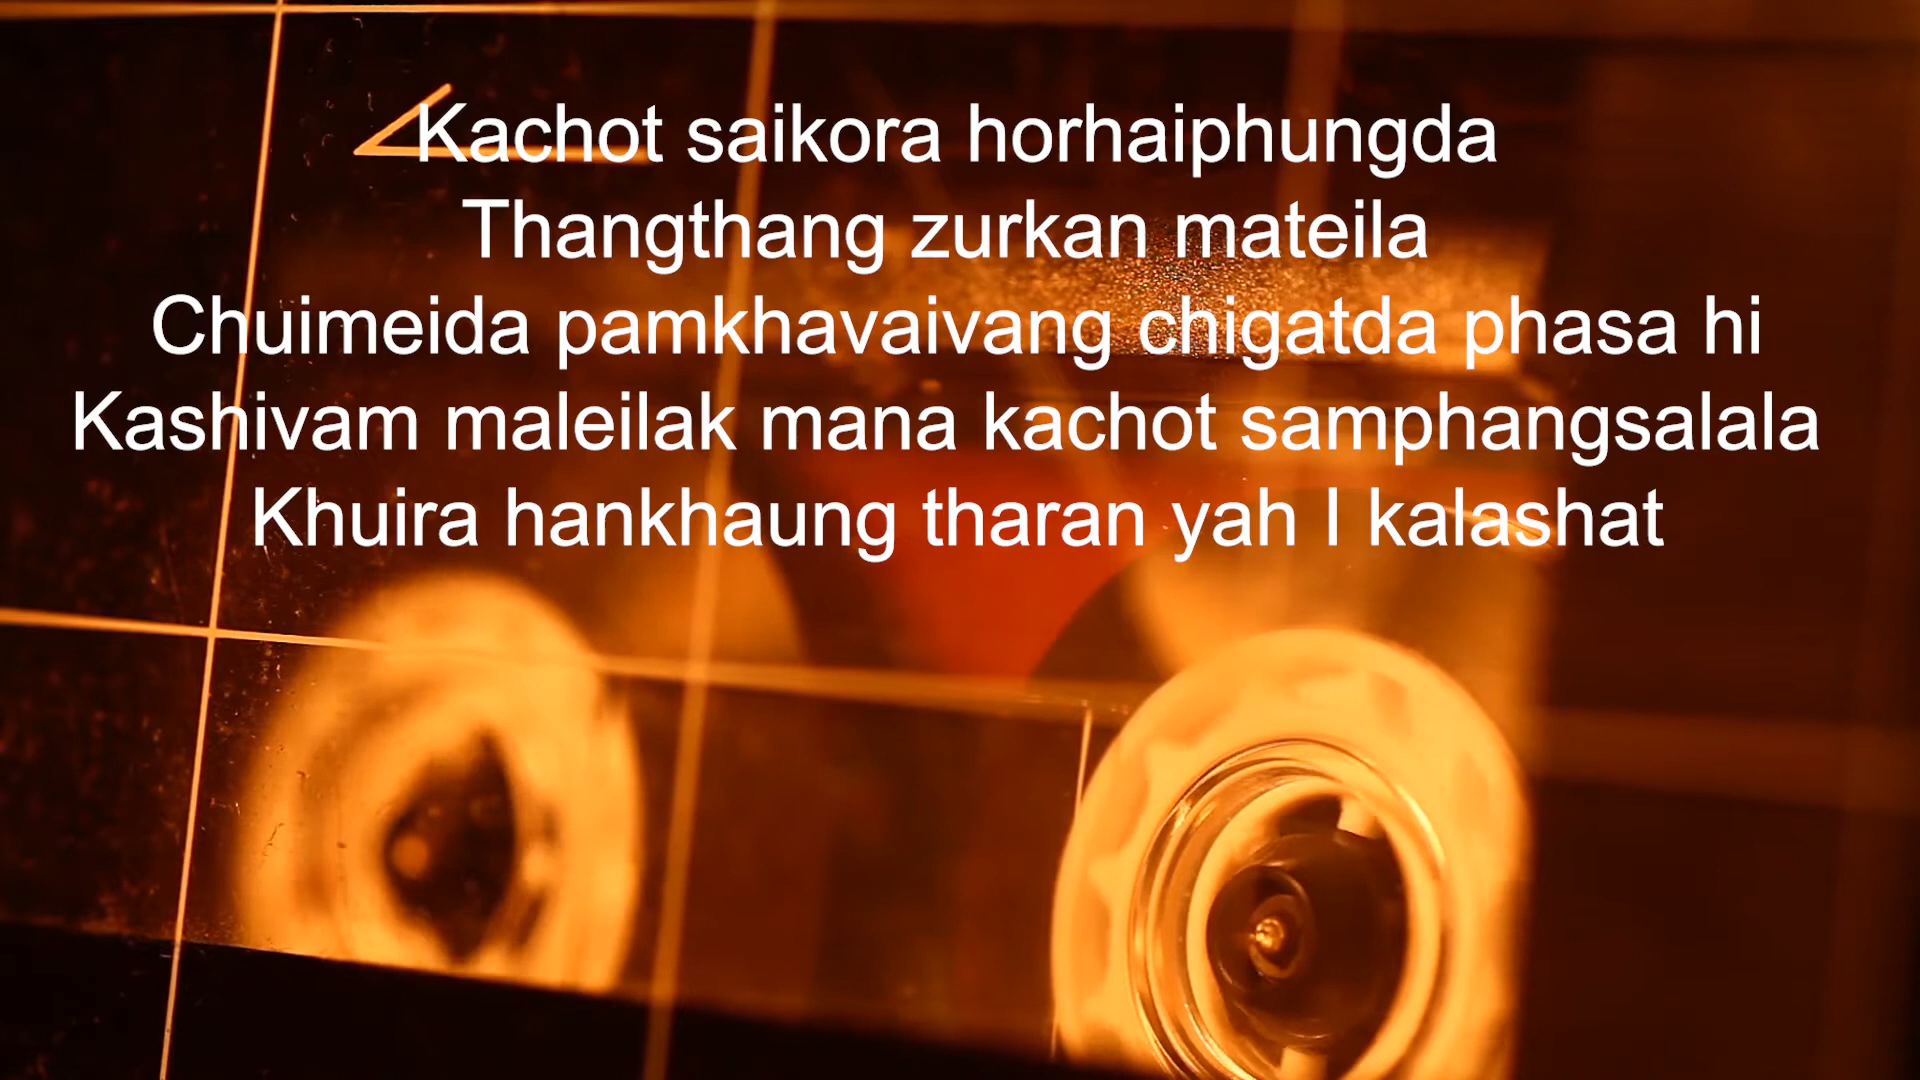 Kachot saikora horhaiphungda
Thangthang zurkan mateila
Chuimeida pamkhavaivang chigatda phasa hi
Kashivam maleilak mana kachot samphangsalala
Khuira hankhaung tharan yah I kalashat